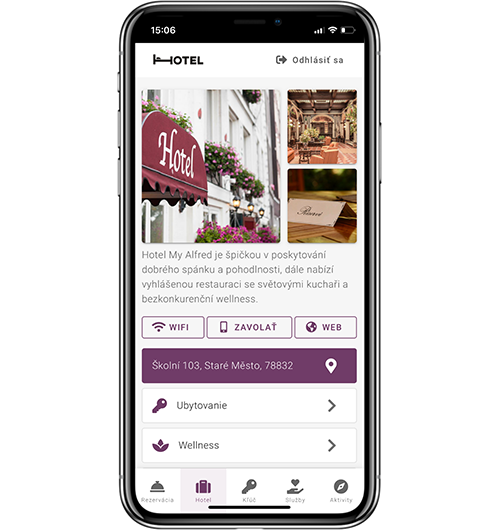 15:06
HOTEL
Odhlásiť sa
Hotel
Reservé
Hotel My Alfred je špičkou v poskytování
dobrého spánku a pohodlnosti, dále nabízí
vyhlášenou restauraci se světovými kuchaři a
bezkonkurenční wellness.
WIFI
ZAVOLAŤ
WEB
Školní 103, Staré Město, 78832
Ubytovanie
Wellness
Rezervácia
Hotel
Kľúč
Služby
Aktivity